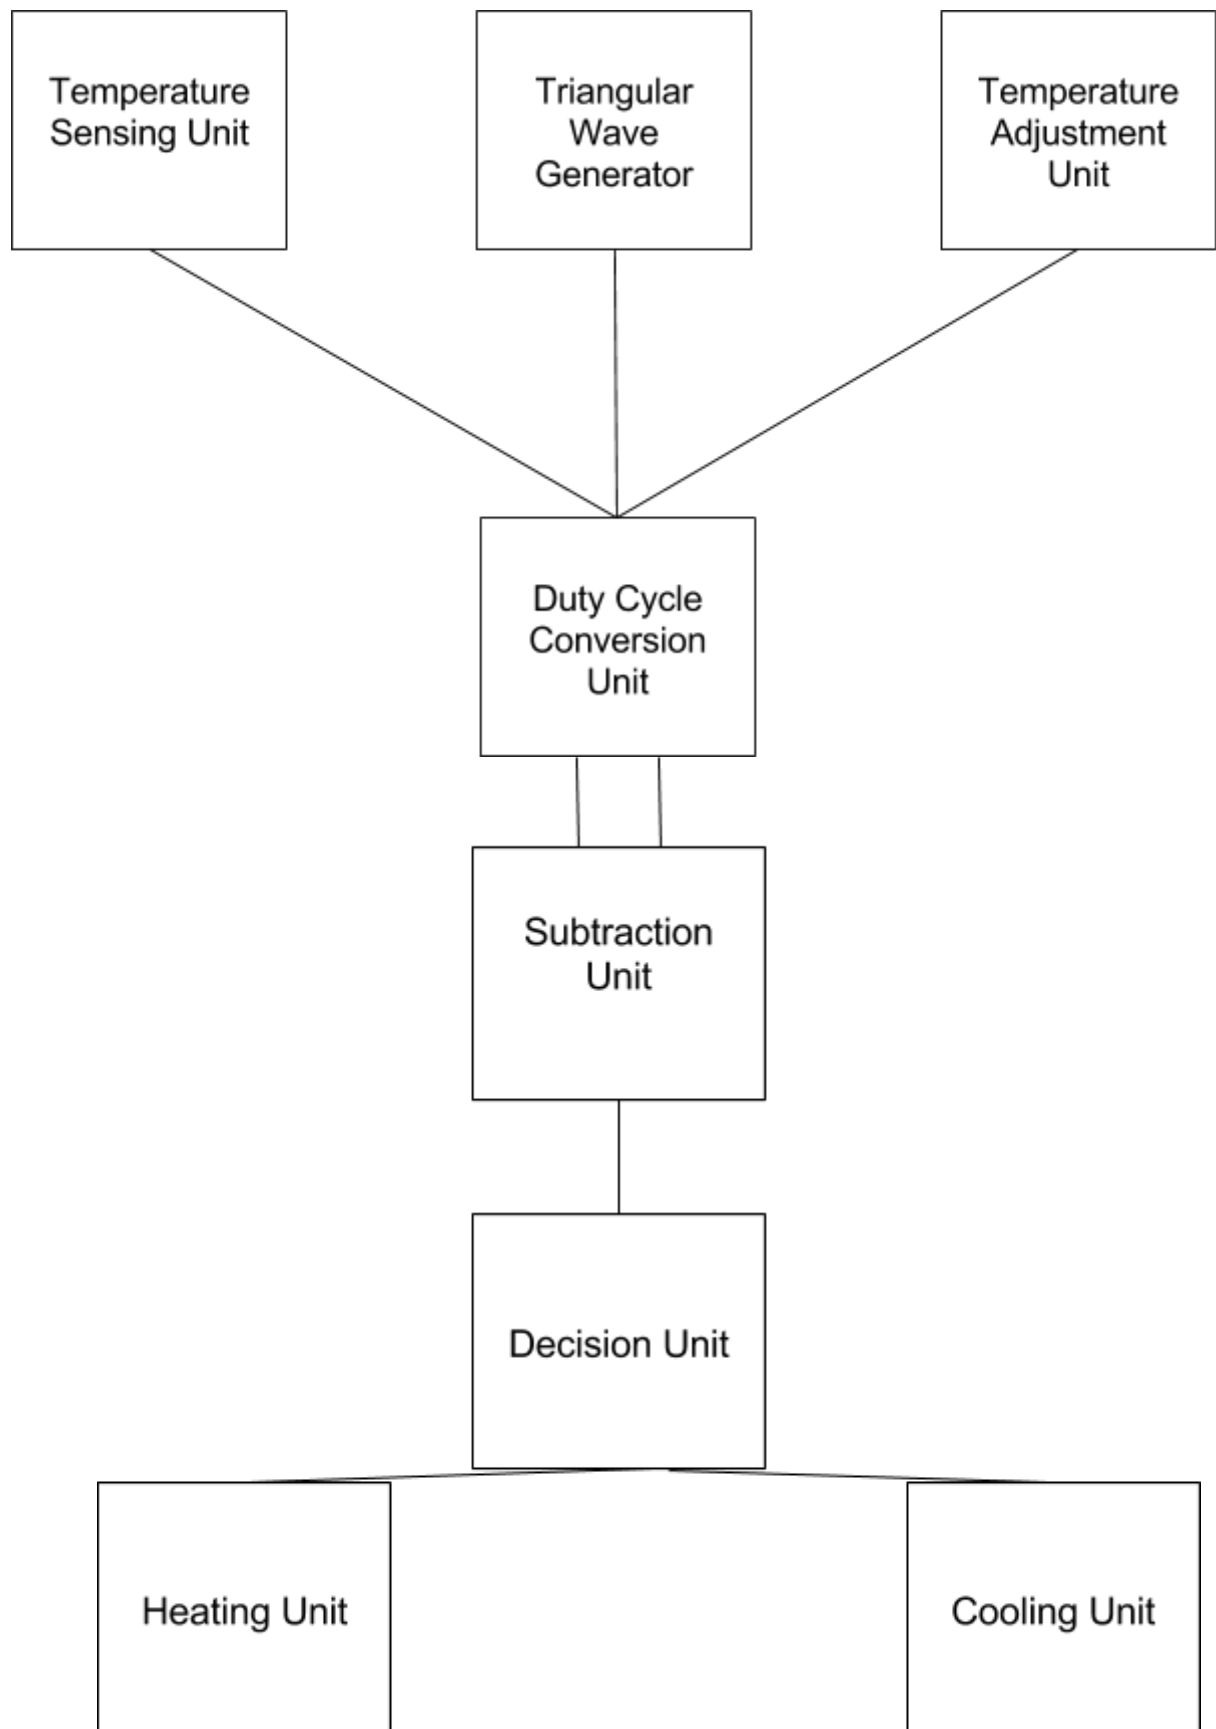 Temperature
Sensing Unit
Triangular
Wave
Generator
Temperature
Adjustment
Unit
Duty Cycle
Conversion
Unit
Subtraction
Unit
Decision Unit
Heating Unit
Cooling Unit